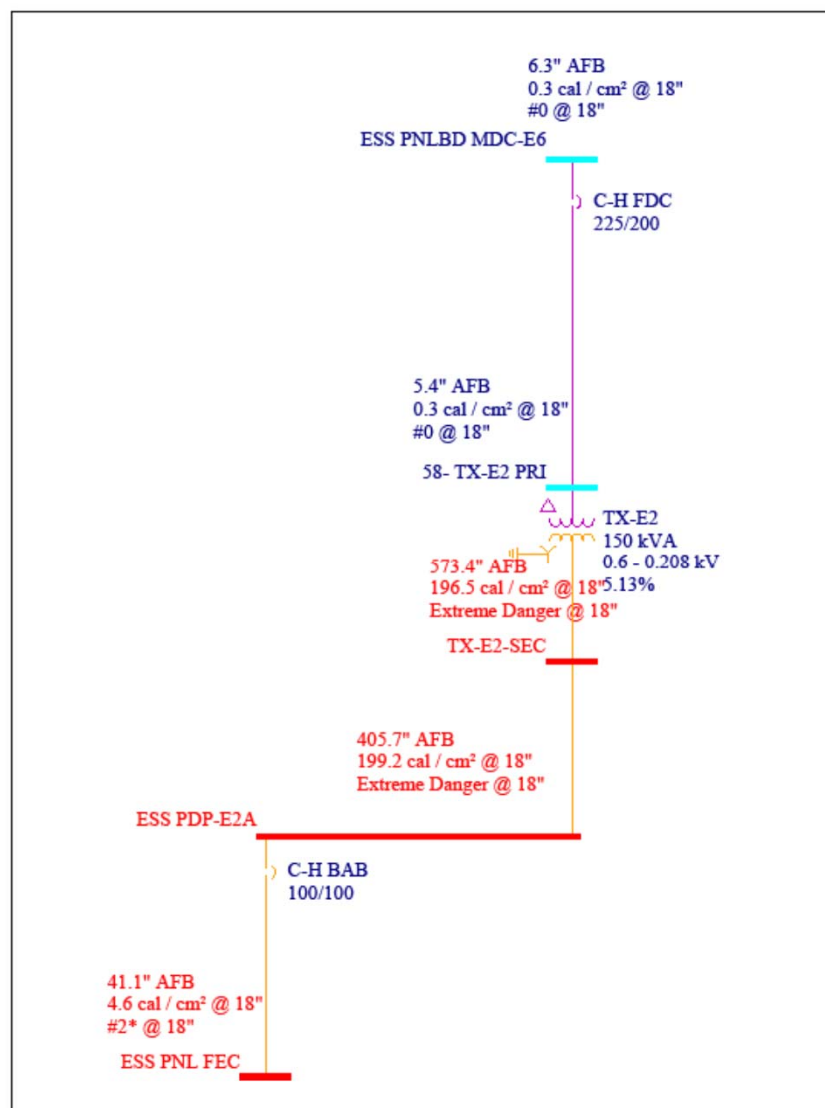 6.3" AFB
0.3 cal / cm² @ 18"
#0 @ 18"
ESS PNLBD MDC-E6
C-H FDC
225/200
5.4" AFB
0.3 cal / cm² @ 18"
#0 @ 18"
58- TX-E2 PRI
TX-E2
150 kVA
0.6 - 0.208 kV
5.13%
573.4" AFB
196.5 cal / cm² @ 18"
Extreme Danger @ 18"
TX-E2-SEC
405.7" AFB
199.2 cal / cm² @ 18"
Extreme Danger @ 18"
ESS PDP-E2A
C-H BAB
100/100
41.1" AFB
4.6 cal / cm² @ 18"
#2* @ 18"
ESS PNL FEC